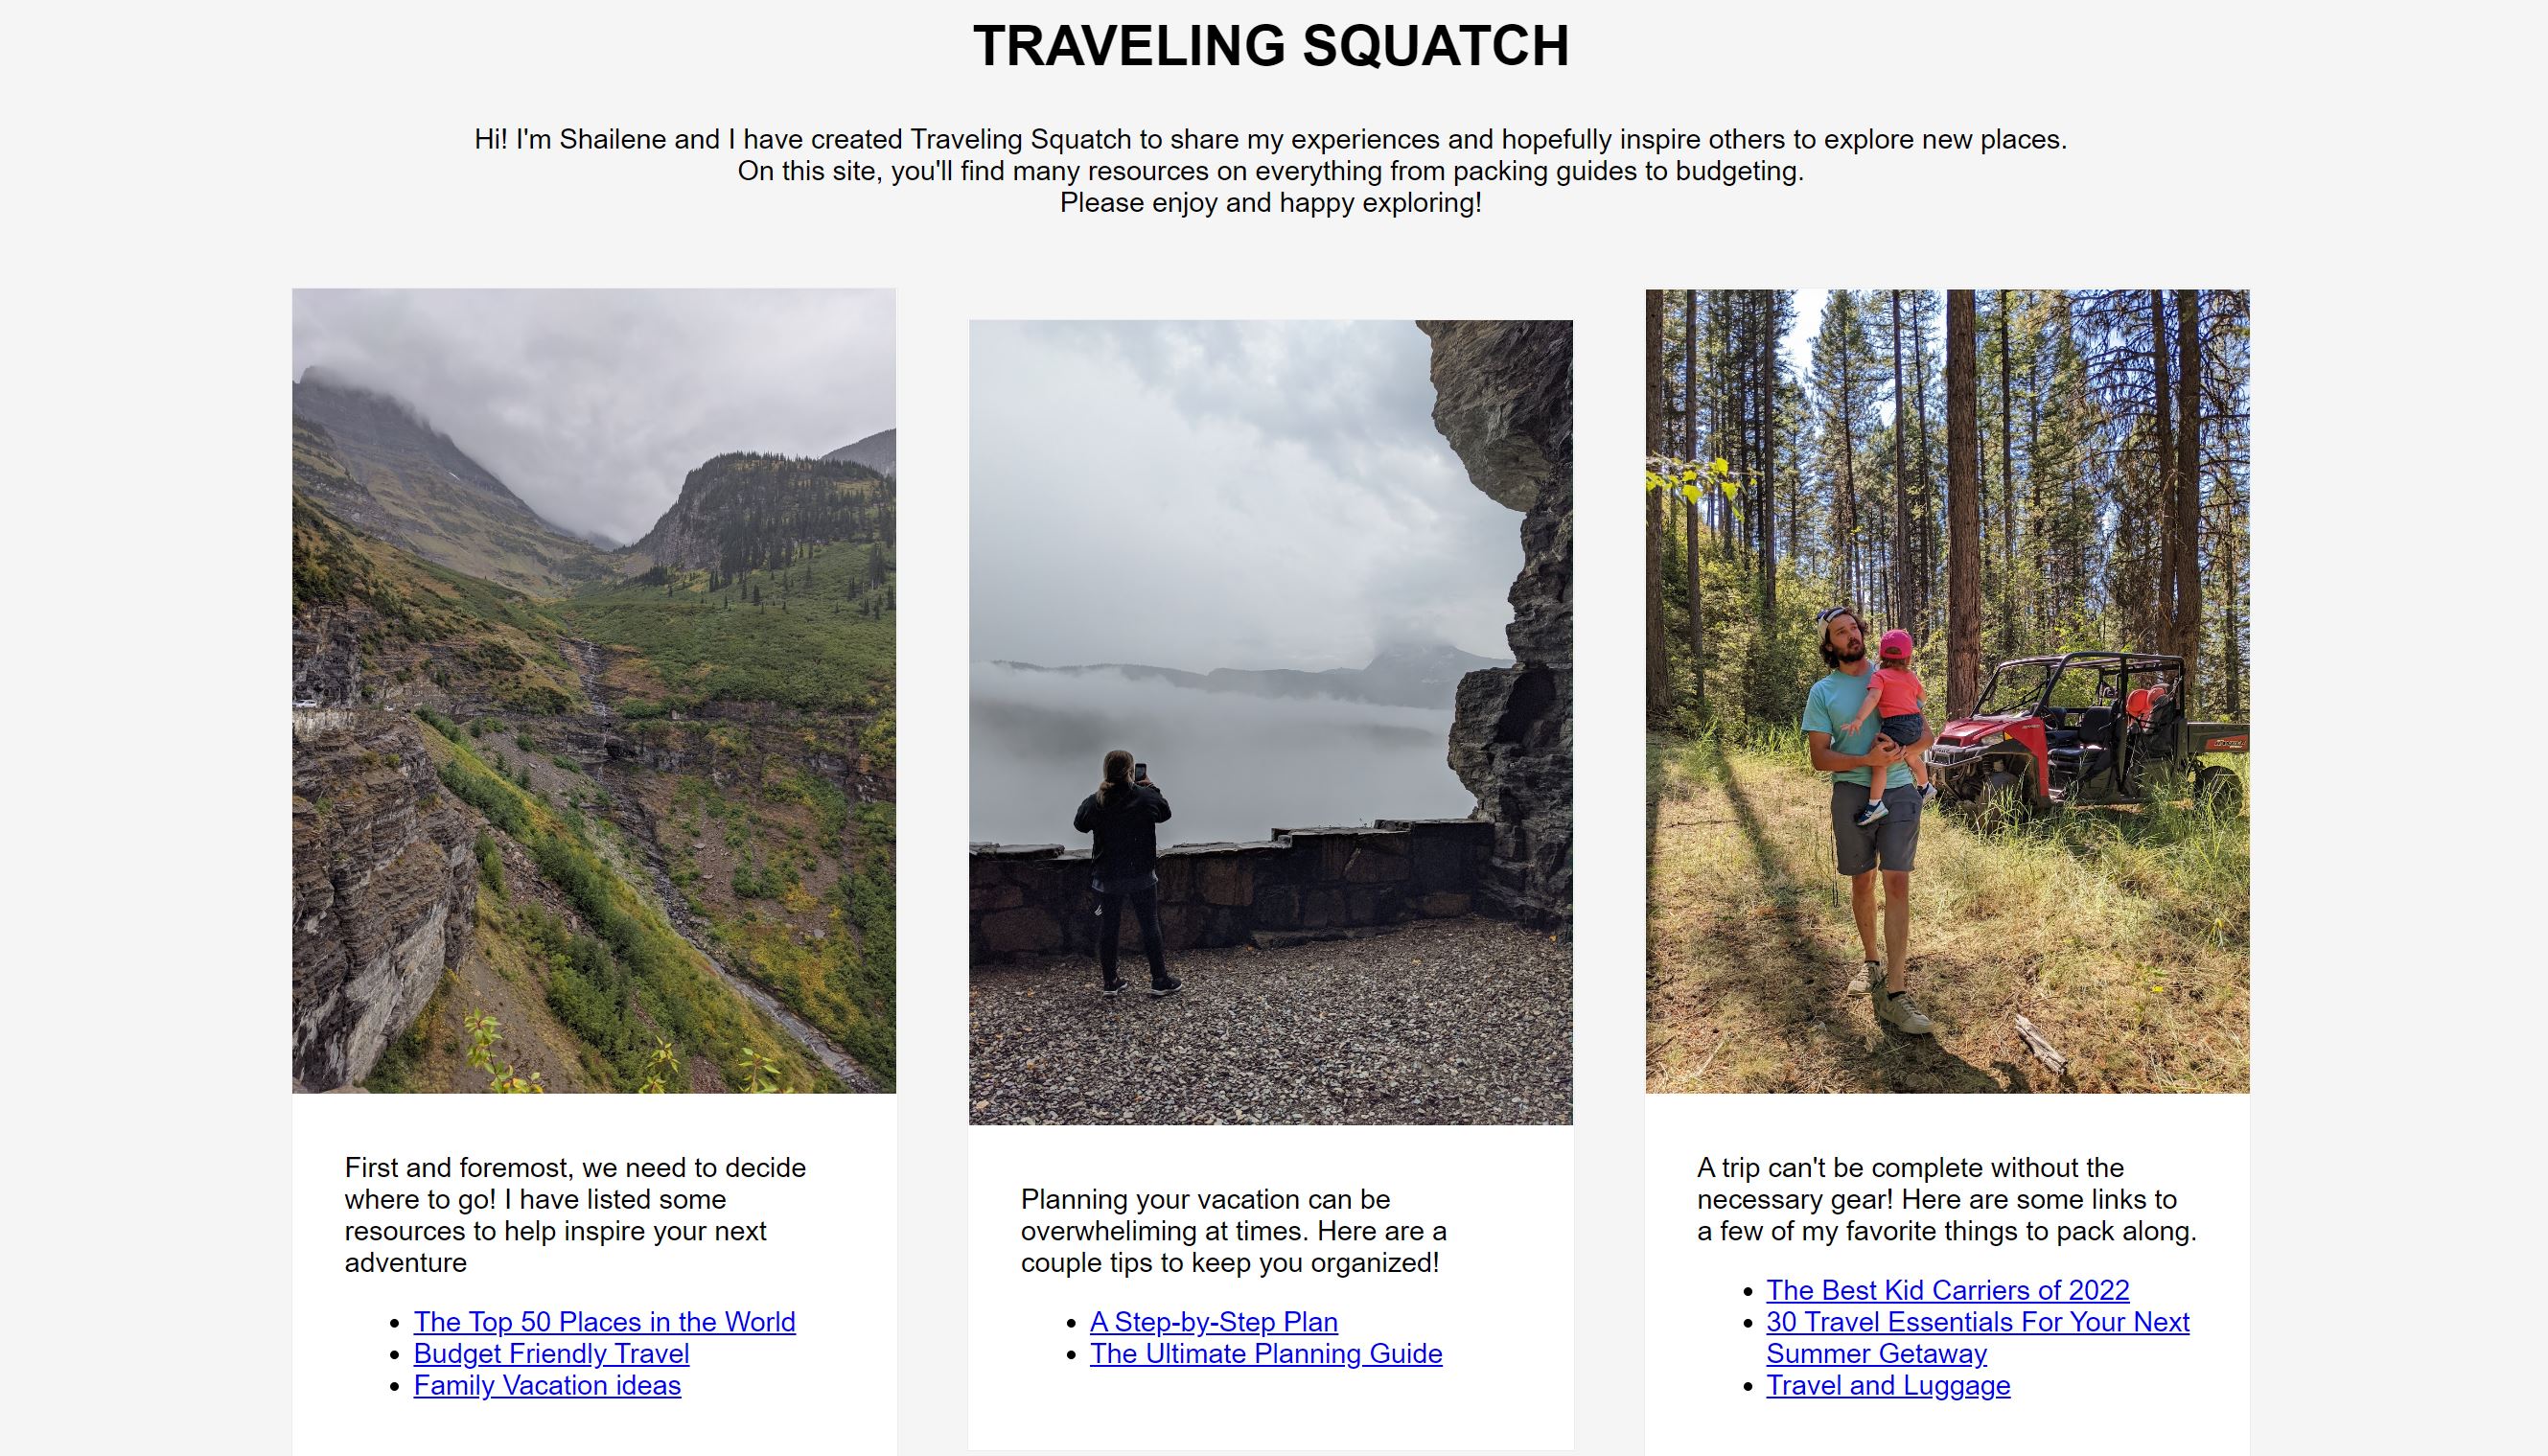 TRAVELING SQUATCH
Hi! I'm Shailene and I have created Traveling Squatch to share my experiences and hopefully inspire others to explore new places.
On this site, you'll find many resources on everything from packing guides to budgeting.
Please enjoy and happy exploring!
First and foremost, we need to decide
where to go! I have listed some
resources to help inspire your next
adventure
The Top 50 Places in the World
Budget Friendly Travel
Family Vacation ideas
Planning your vacation can be
overwheliming at times. Here are a
couple tips to keep you organized!
A Step-by-Step Plan
The Ultimate Planning Guide
A trip can't be complete without the
necessary gear! Here are some links to
a few of my favorite things to pack along.
The Best Kid Carriers of 2022
30 Travel Essentials For Your Next
Summer Getaway
Travel and Luggage